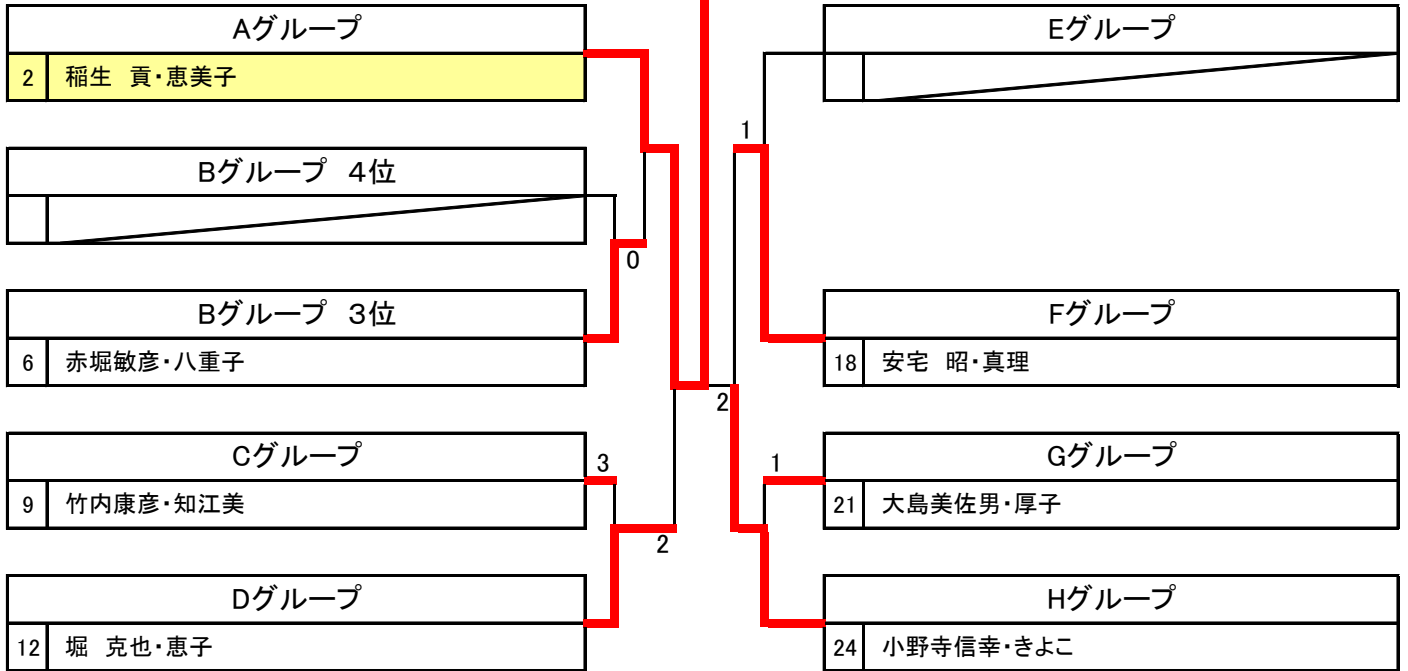 Aグループ
2 稲生 貢・恵美子
Bグループ 4位
0
Bグループ 3位
6 赤堀敏彦・八重子
Cグループ
3
9 竹内康彦・知江美
2
Dグループ
12 堀 克也・恵子
Eグループ
1
Fグループ
18 安宅 昭・真理
2
Gグループ
1
21 大島美佐男・厚子
Hグループ
24 小野寺信幸・きよこ